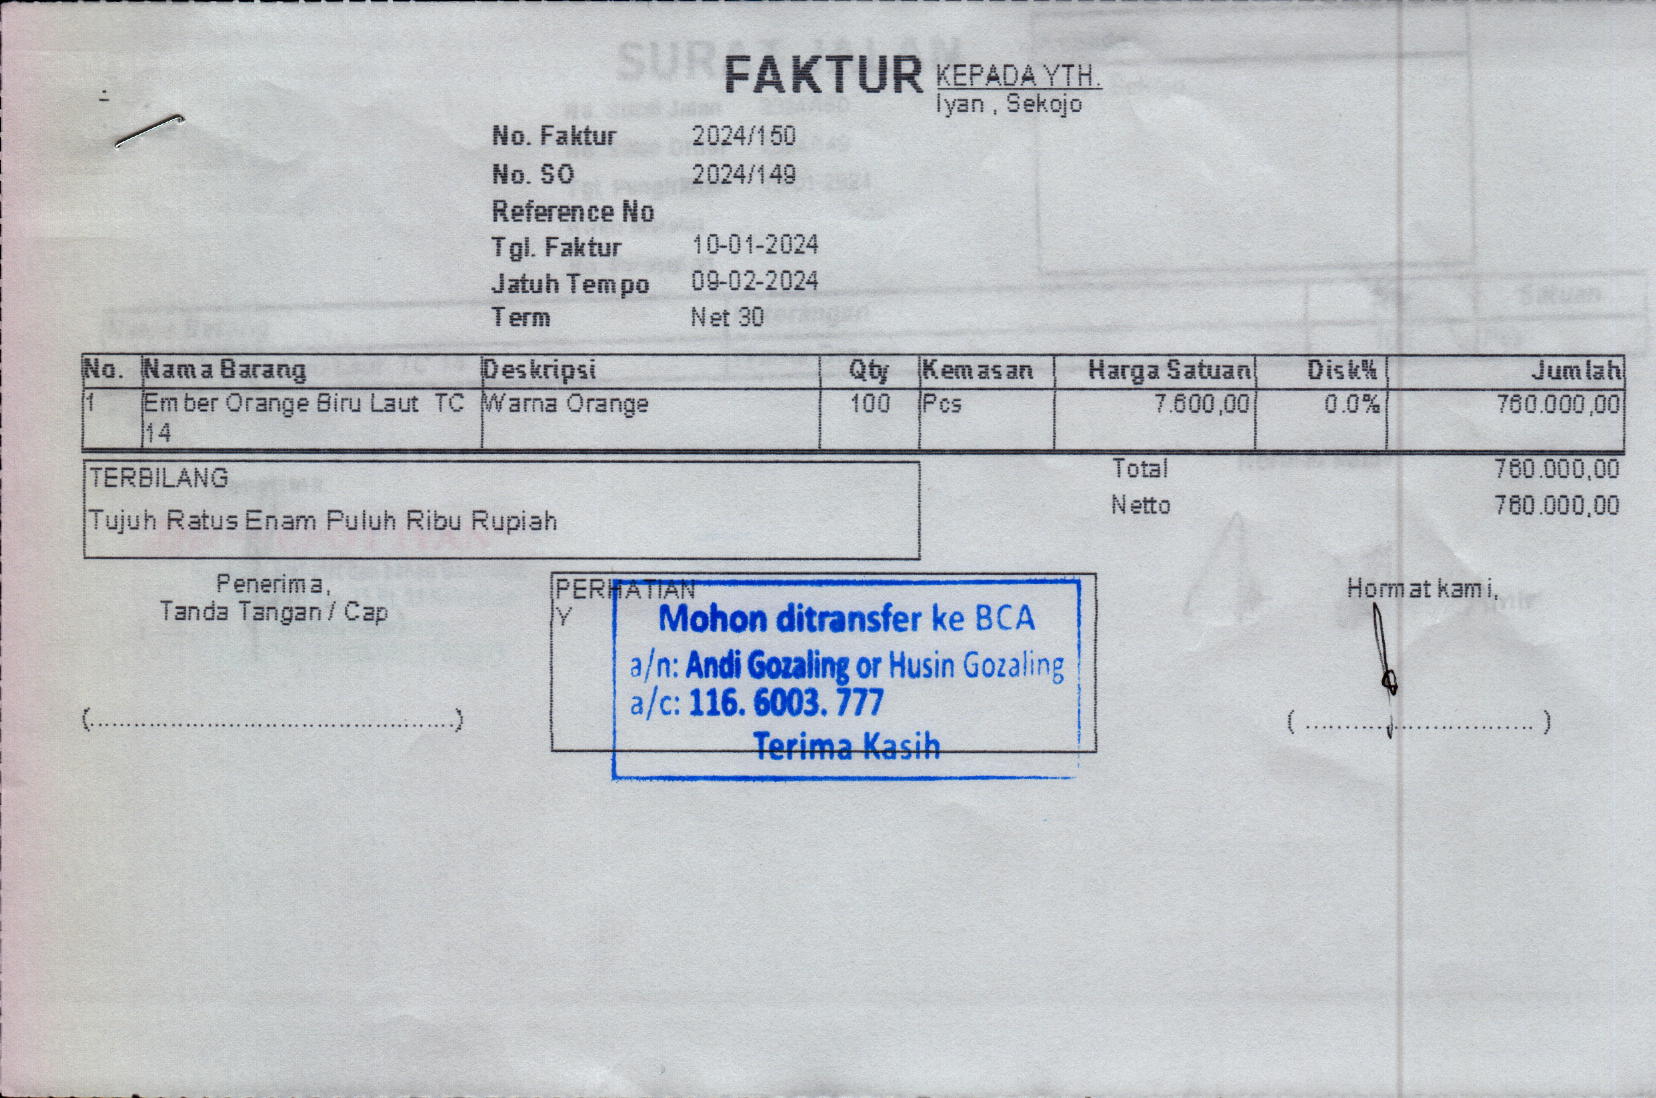 FAKTUR
KEPADA YTH.
Iyan , Sekojo
No. Faktur 2024/150
No. SO 2024/149
Reference No
Tgl. Faktur 10-01-2024
Jatuh Tempo 09-02-2024
Term Net 30
No. Nama Barang Deskripsi Qty Kemasan Harga Satuan Disk% Jumlah
1 Ember Orange Biru Laut TC 14 Warna Orange 100 Pcs 7.600,00 0.0% 760.000,00
TERBILANG
Tujuh Ratus Enam Puluh Ribu Rupiah
Total 760.000,00
Netto 760.000,00
Penerima,
Tanda Tangan / Cap
(.....................................................)
PERHATIAN
Y
Mohon ditransfer ke BCA
a/n: Andi Gozaling or Husin Gozaling
a/c: 116. 6003. 777
Terima Kasih
Hormat kami,
( ................................. )